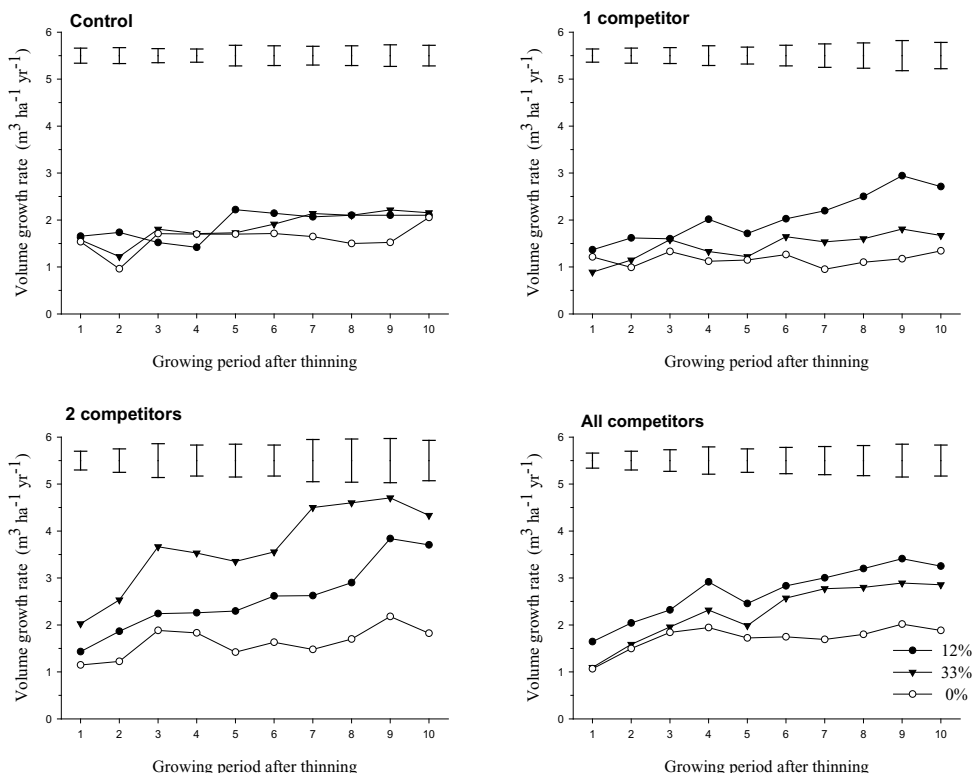 Control
6
5
4
3
2
1
0
Volume growth rate (m³ ha⁻¹ yr⁻¹)
1 2 3 4 5 6 7 8 9 10
Growing period after thinning
1 competitor
6
5
4
3
2
1
0
Volume growth rate (m³ ha⁻¹ yr⁻¹)
1 2 3 4 5 6 7 8 9 10
Growing period after thinning
2 competitors
6
5
4
3
2
1
0
Volume growth rate (m³ ha⁻¹ yr⁻¹)
1 2 3 4 5 6 7 8 9 10
Growing period after thinning
All competitors
6
5
4
3
2
1
0
Volume growth rate (m³ ha⁻¹ yr⁻¹)
12%
33%
0%
1 2 3 4 5 6 7 8 9 10
Growing period after thinning